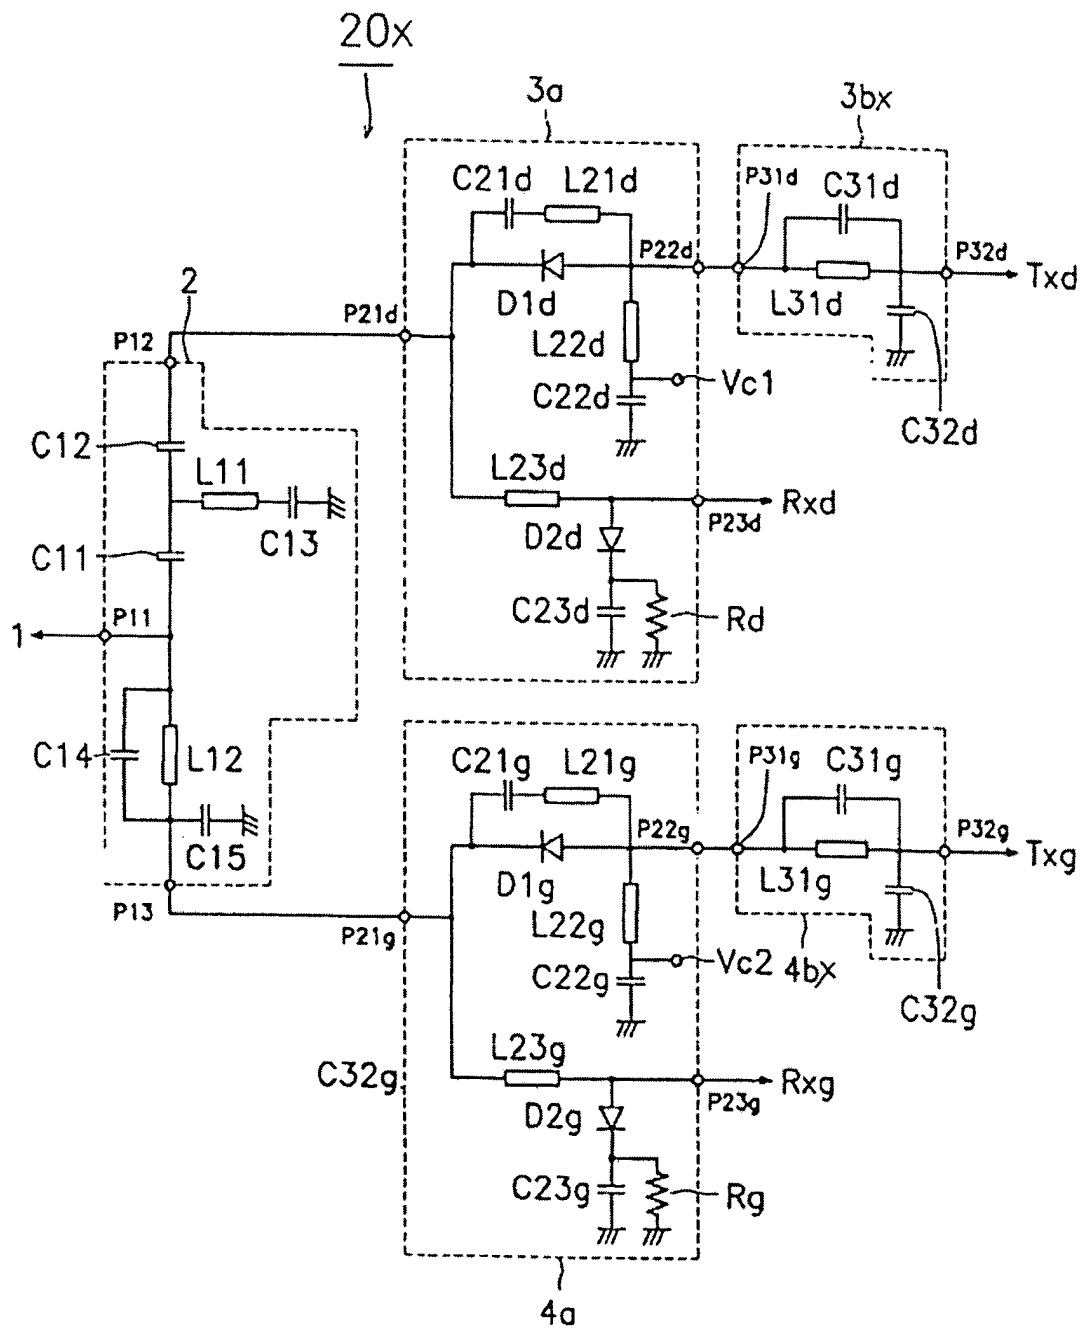 20x
3a
3bx
C21d
L21d
P31d
C31d
P22d
P32d
Txd
2
D1d
L31d
P21d
P12
L22d
Vc1
C22d
C32d
C12
L11
L23d
Rxd
P23d
C13
D2d
C11
C23d
Rd
P11
1
C14
L12
C21g
L21g
P31g
C31g
P22g
P32g
Txg
C15
D1g
L31g
P13
P21g
L22g
Vc2
4bx
C22g
C32g
L23g
C32g
Rxg
P23g
D2g
C23g
Rg
4a